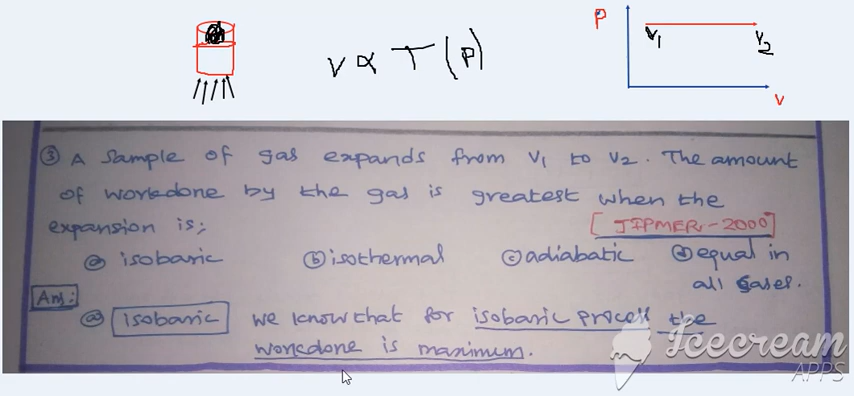 P
V ∝ T (P)
V1
V2
V
③ A sample of gas expands from V1 to V2. The amount
of workdone by the gas is greatest when the
expansion is;
[JIPMER-2000]
ⓐ isobaric ⓑ isothermal ⓒ adiabatic ⓓ equal in
all cases.
Ans:
ⓐ isobaric we know that for isobaric process the
workdone is maximum.
Icecream
APPS